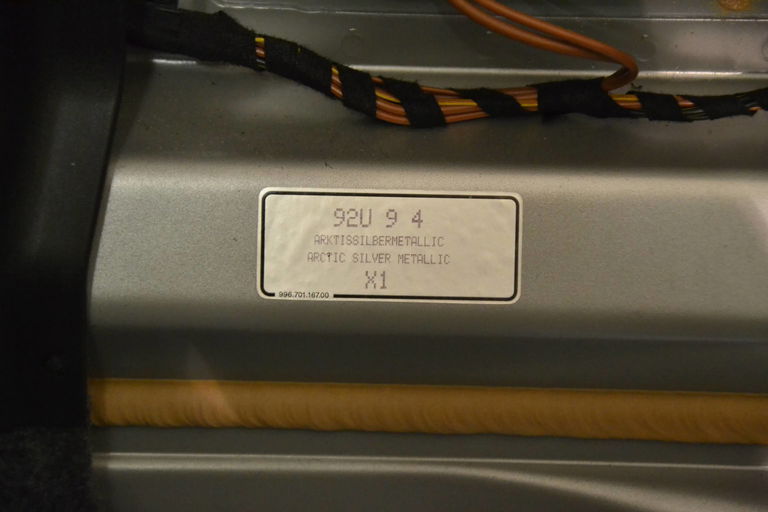 92U 9 4
ARKTISSILBERMETALLIC
ARCTIC SILVER METALLIC
X1
996.701.167.00